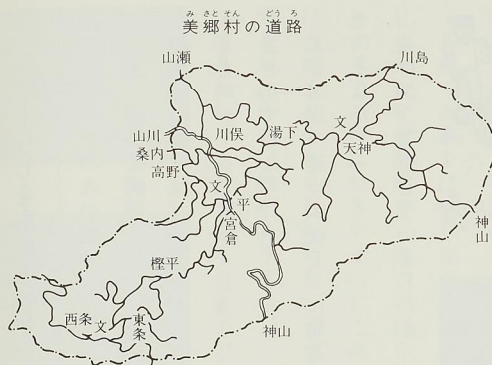 みさとそん どうろ
美郷村の道路
山瀬
川島
山川
川俣
湯下
文
桑内
天神
高野
文
平
宮倉
神山
樫平
西条
文
東条
神山